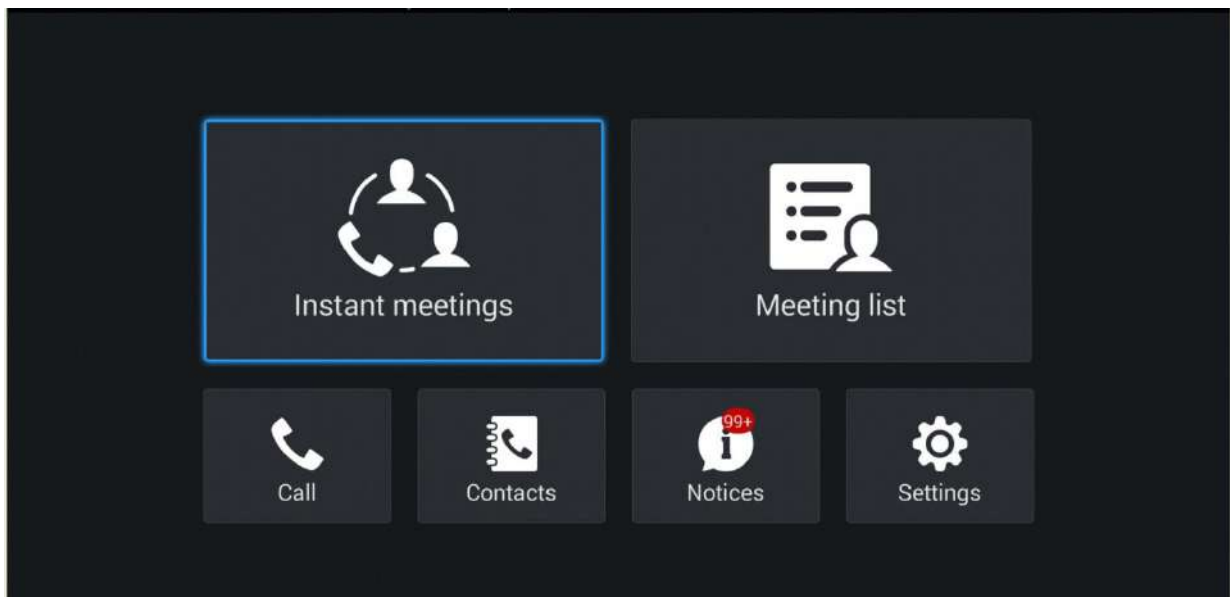 Instant meetings
Meeting list
Call
Contacts
99+
Notices
Settings